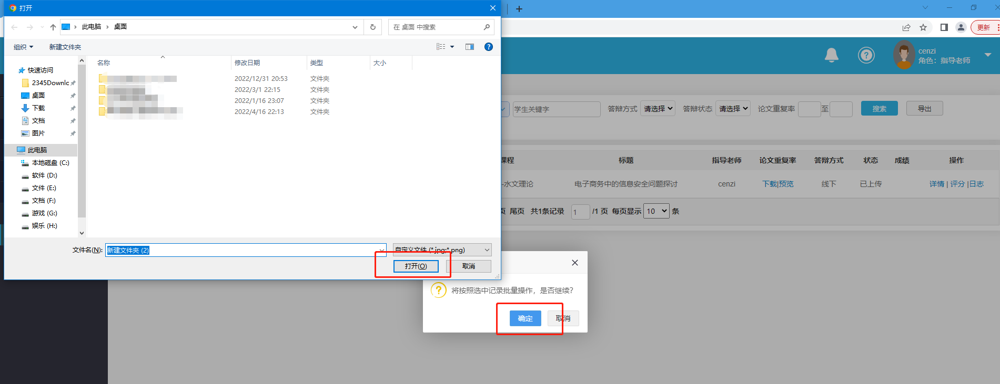 打开
此电脑 桌面
在 桌面 中搜索
更新
组织 新建文件夹
cenzi
角色：指导老师
名称 修改日期 类型 大小
快速访问
2345Downlc
桌面
下载
文档
图片
此电脑
本地磁盘 (C:)
软件 (D:)
文件 (E:)
文档 (F:)
游戏 (G:)
娱乐 (H:)
2022/12/31 20:53 文件夹
2022/3/1 22:15 文件夹
2022/1/16 23:07 文件夹
2022/4/16 22:13 文件夹
文件名(N): 新建文件夹 (2) 自定义文件 (*.jpg;*.png)
打开(O) 取消
学生关键字 答辩方式 请选择 答辩状态 请选择 论文重复率 至 搜索 导出
课程 标题 指导老师 论文重复率 答辩方式 状态 成绩 操作
-水文理论 电子商务中的信息安全问题探讨 cenzi 下载|预览 线下 已上传 详情 | 评分 |日志
页 尾页 共1条记录 1 /1 页 每页显示 10 条
将按照选中记录批量操作，是否继续?
确定 取消